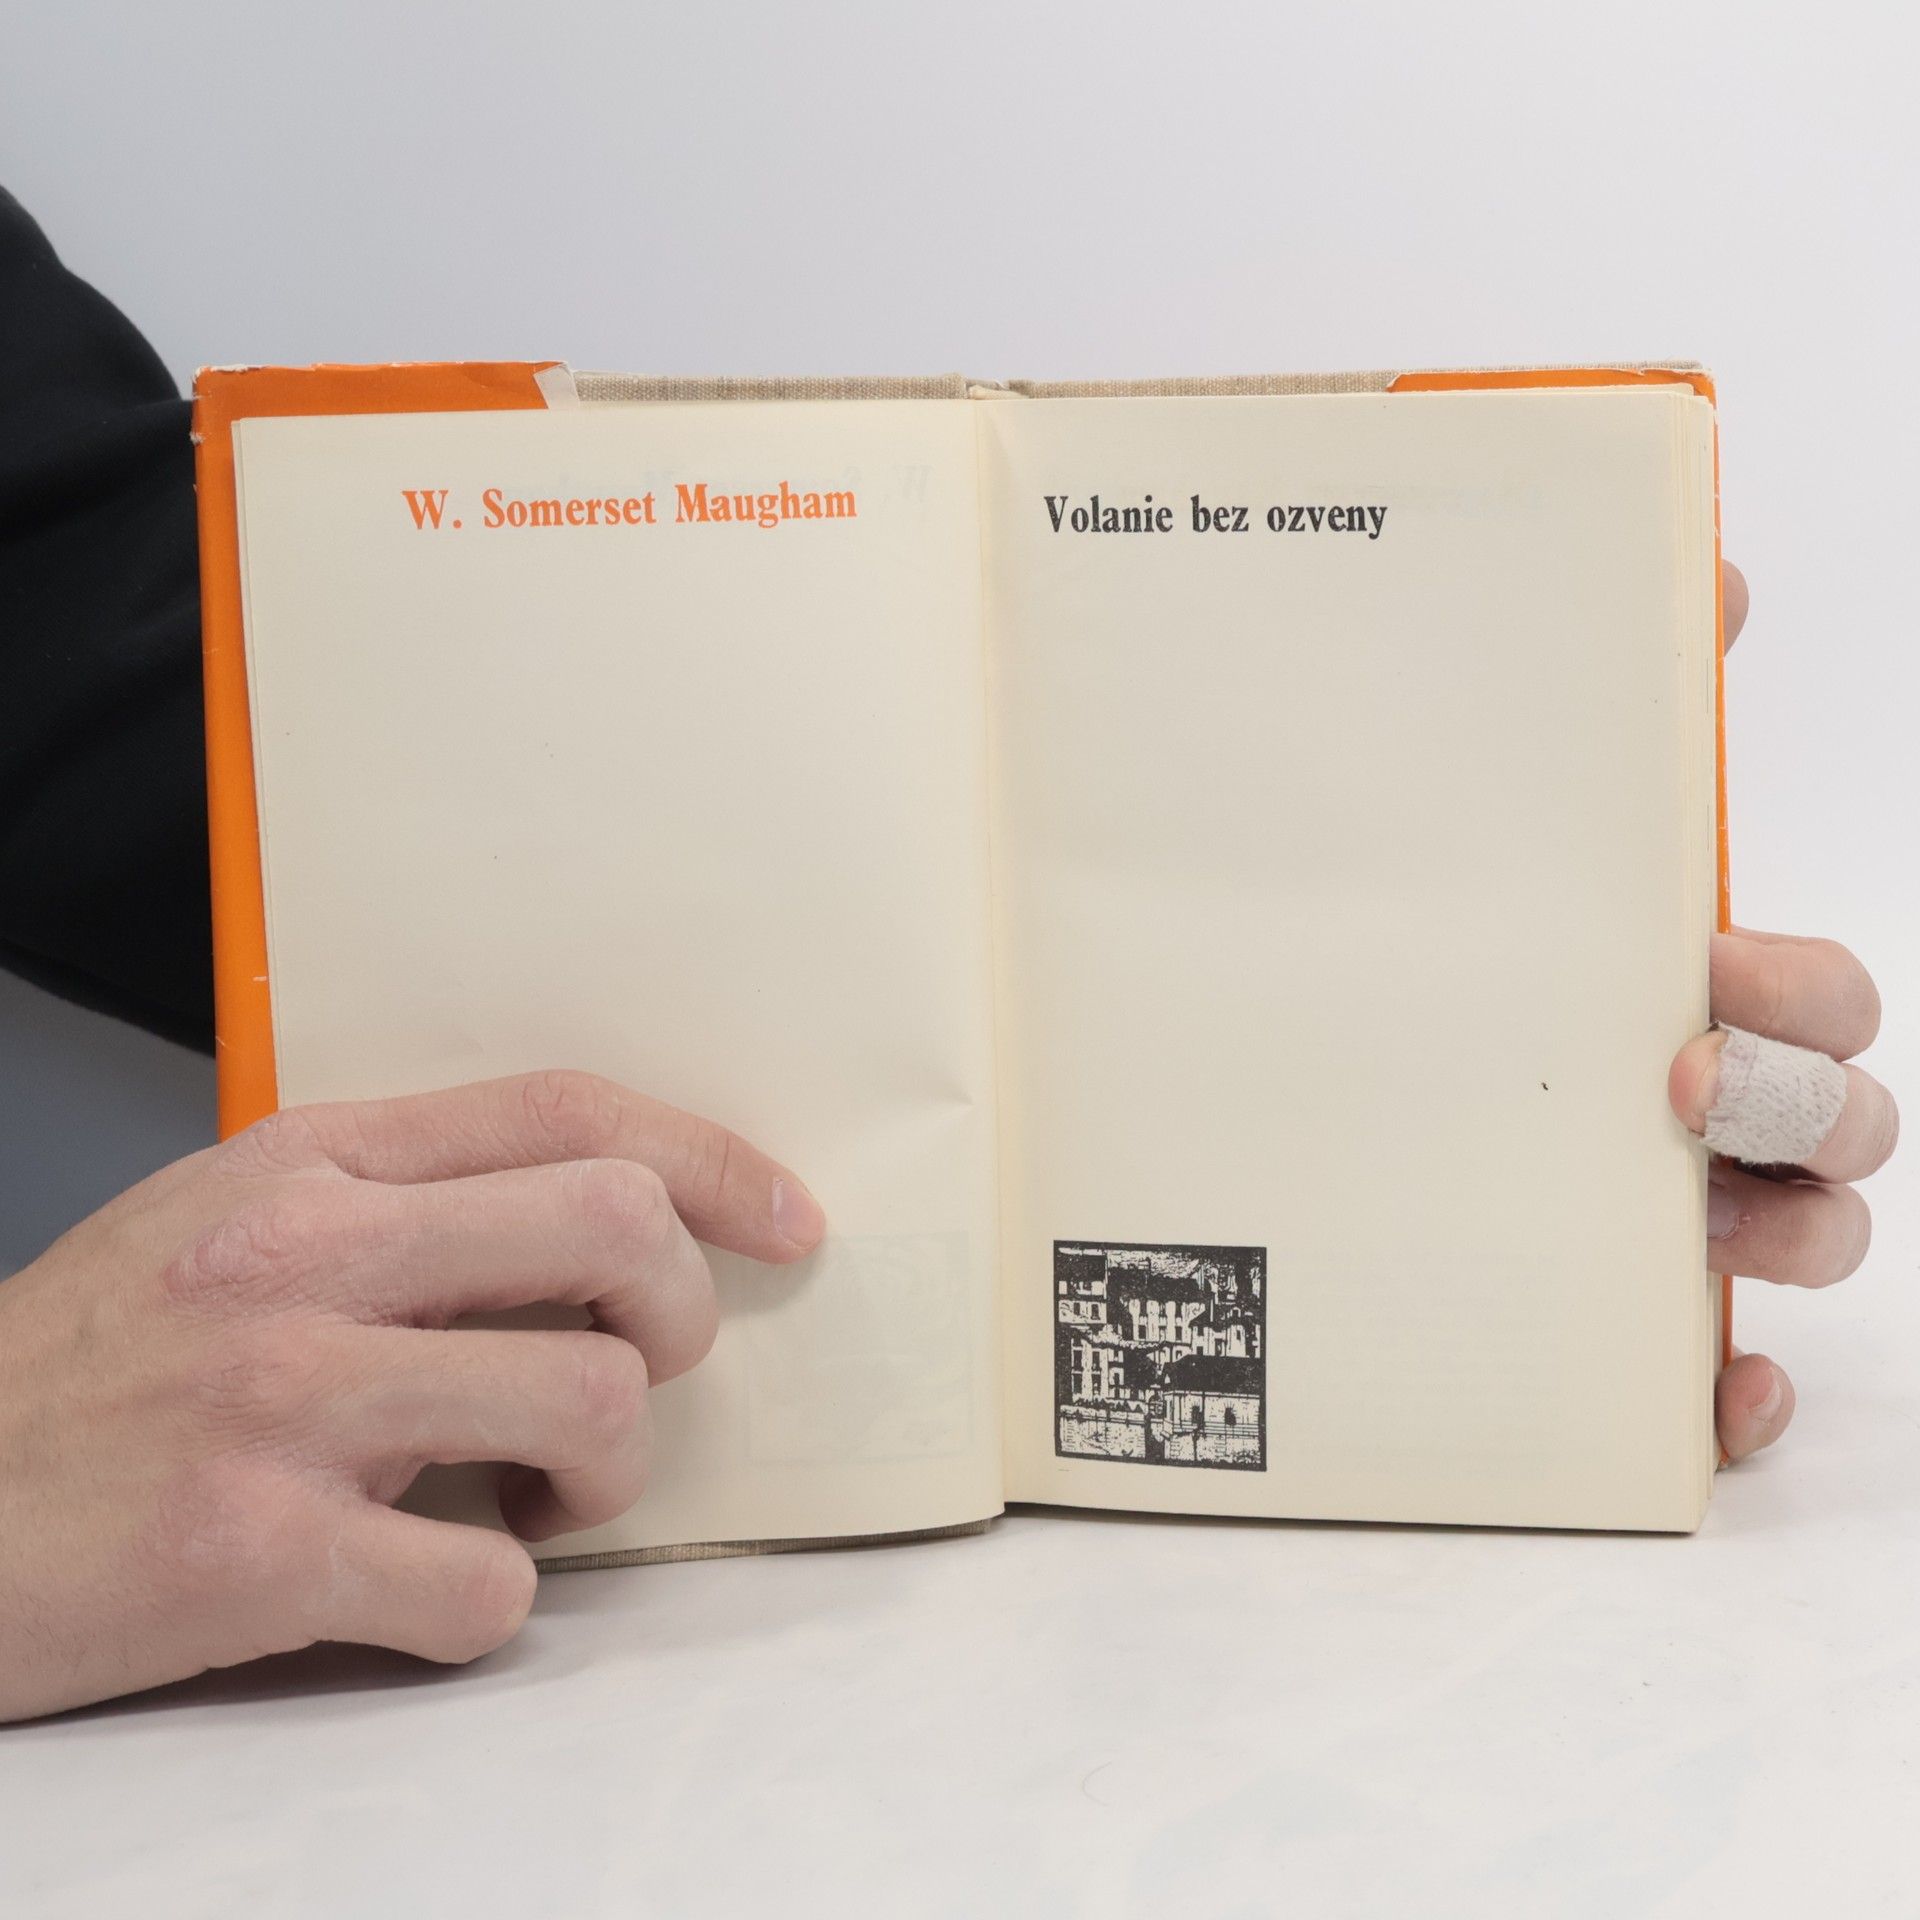 W. Somerset Maugham
Volanie bez ozveny